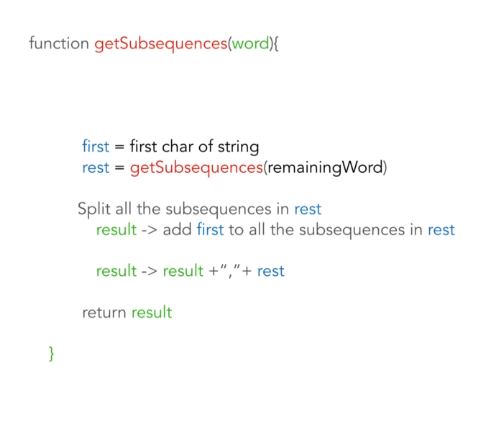 function getSubsequences(word){
first = first char of string
rest = getSubsequences(remainingWord)
Split all the subsequences in rest
result -> add first to all the subsequences in rest
result -> result +“,”+ rest
return result
}